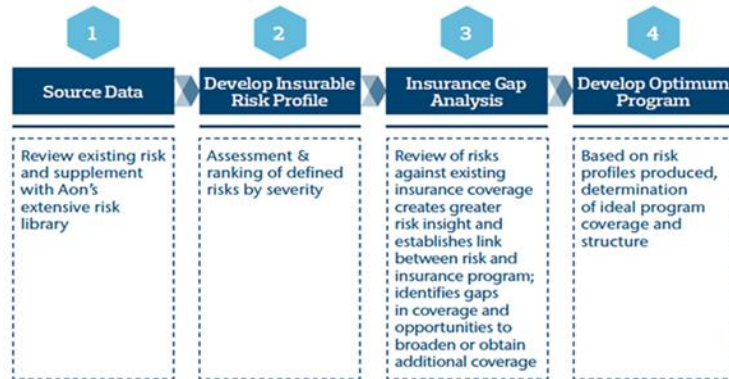 1
Source Data
Review existing risk
and supplement
with Aon's
extensive risk
library
2
Develop Insurable
Risk Profile
Assessment &
ranking of defined
risks by severity
3
Insurance Gap
Analysis
Review of risks
against existing
insurance coverage
creates greater
risk insight and
establishes link
between risk and
insurance program;
identifies gaps
in coverage and
opportunities to
broaden or obtain
additional coverage
4
Develop Optimum
Program
Based on risk
profiles produced,
determination
of ideal program
coverage and
structure